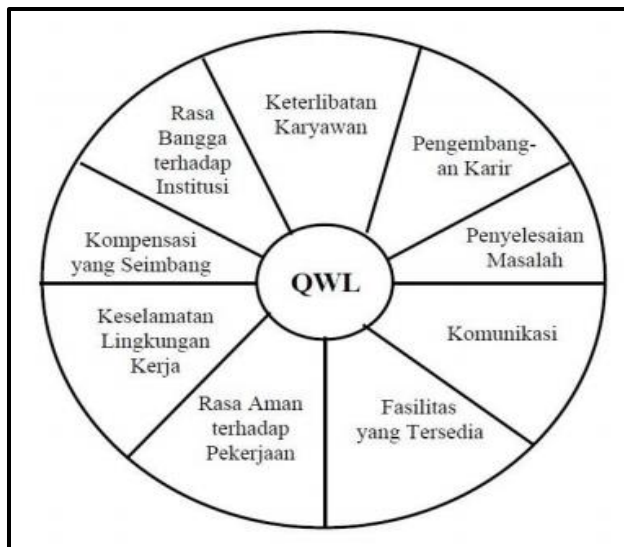 Keterlibatan
Karyawan
Pengembang-
an Karir
Penyelesaian
Masalah
Komunikasi
Fasilitas
yang Tersedia
Rasa Aman
terhadap
Pekerjaan
Keselamatan
Lingkungan
Kerja
Kompensasi
yang Seimbang
Rasa
Bangga
terhadap
Institusi
QWL